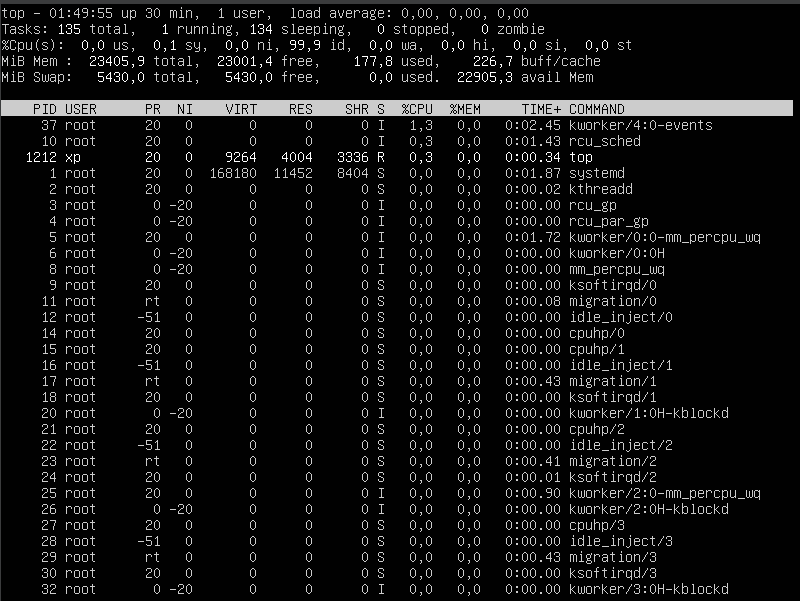 top - 01:49:55 up 30 min,  1 user,  load average: 0,00, 0,00, 0,00
Tasks: 135 total,   1 running, 134 sleeping,   0 stopped,   0 zombie
%Cpu(s):  0,0 us,  0,1 sy,  0,0 ni, 99,9 id,  0,0 wa,  0,0 hi,  0,0 si,  0,0 st
MiB Mem :  23405,9 total,  23001,4 free,    177,8 used,    226,7 buff/cache
MiB Swap:   5430,0 total,   5430,0 free,      0,0 used.  22905,3 avail Mem
PID USER      PR  NI    VIRT    RES    SHR S  %CPU  %MEM     TIME+ COMMAND
37 root      20   0       0      0      0 I   1,3   0,0   0:02.45 kworker/4:0-events
10 root      20   0       0      0      0 I   0,3   0,0   0:01.43 rcu_sched
1212 xp        20   0    9264   4004   3336 R   0,3   0,0   0:00.34 top
1 root      20   0  168180  11452   8404 S   0,0   0,0   0:01.87 systemd
2 root      20   0       0      0      0 S   0,0   0,0   0:00.02 kthreadd
3 root       0 -20       0      0      0 I   0,0   0,0   0:00.00 rcu_gp
4 root       0 -20       0      0      0 I   0,0   0,0   0:00.00 rcu_par_gp
5 root      20   0       0      0      0 I   0,0   0,0   0:01.72 kworker/0:0-mm_percpu_wq
6 root       0 -20       0      0      0 I   0,0   0,0   0:00.00 kworker/0:0H
8 root       0 -20       0      0      0 I   0,0   0,0   0:00.00 mm_percpu_wq
9 root      20   0       0      0      0 S   0,0   0,0   0:00.00 ksoftirqd/0
11 root      rt   0       0      0      0 S   0,0   0,0   0:00.08 migration/0
12 root     -51   0       0      0      0 S   0,0   0,0   0:00.00 idle_inject/0
14 root      20   0       0      0      0 S   0,0   0,0   0:00.00 cpuhp/0
15 root      20   0       0      0      0 S   0,0   0,0   0:00.00 cpuhp/1
16 root     -51   0       0      0      0 S   0,0   0,0   0:00.00 idle_inject/1
17 root      rt   0       0      0      0 S   0,0   0,0   0:00.43 migration/1
18 root      20   0       0      0      0 S   0,0   0,0   0:00.00 ksoftirqd/1
20 root       0 -20       0      0      0 I   0,0   0,0   0:00.00 kworker/1:0H-kblockd
21 root      20   0       0      0      0 S   0,0   0,0   0:00.00 cpuhp/2
22 root     -51   0       0      0      0 S   0,0   0,0   0:00.00 idle_inject/2
23 root      rt   0       0      0      0 S   0,0   0,0   0:00.41 migration/2
24 root      20   0       0      0      0 S   0,0   0,0   0:00.01 ksoftirqd/2
25 root      20   0       0      0      0 I   0,0   0,0   0:00.90 kworker/2:0-mm_percpu_wq
26 root       0 -20       0      0      0 I   0,0   0,0   0:00.00 kworker/2:0H-kblockd
27 root      20   0       0      0      0 S   0,0   0,0   0:00.00 cpuhp/3
28 root     -51   0       0      0      0 S   0,0   0,0   0:00.00 idle_inject/3
29 root      rt   0       0      0      0 S   0,0   0,0   0:00.43 migration/3
30 root      20   0       0      0      0 S   0,0   0,0   0:00.00 ksoftirqd/3
32 root       0 -20       0      0      0 I   0,0   0,0   0:00.00 kworker/3:0H-kblockd